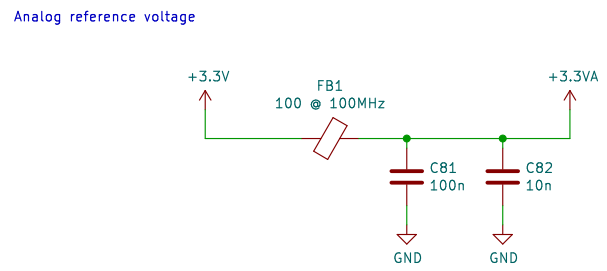 Analog reference voltage
+3.3V
+3.3VA
FB1
100 @ 100MHz
C81
100n
C82
10n
GND
GND